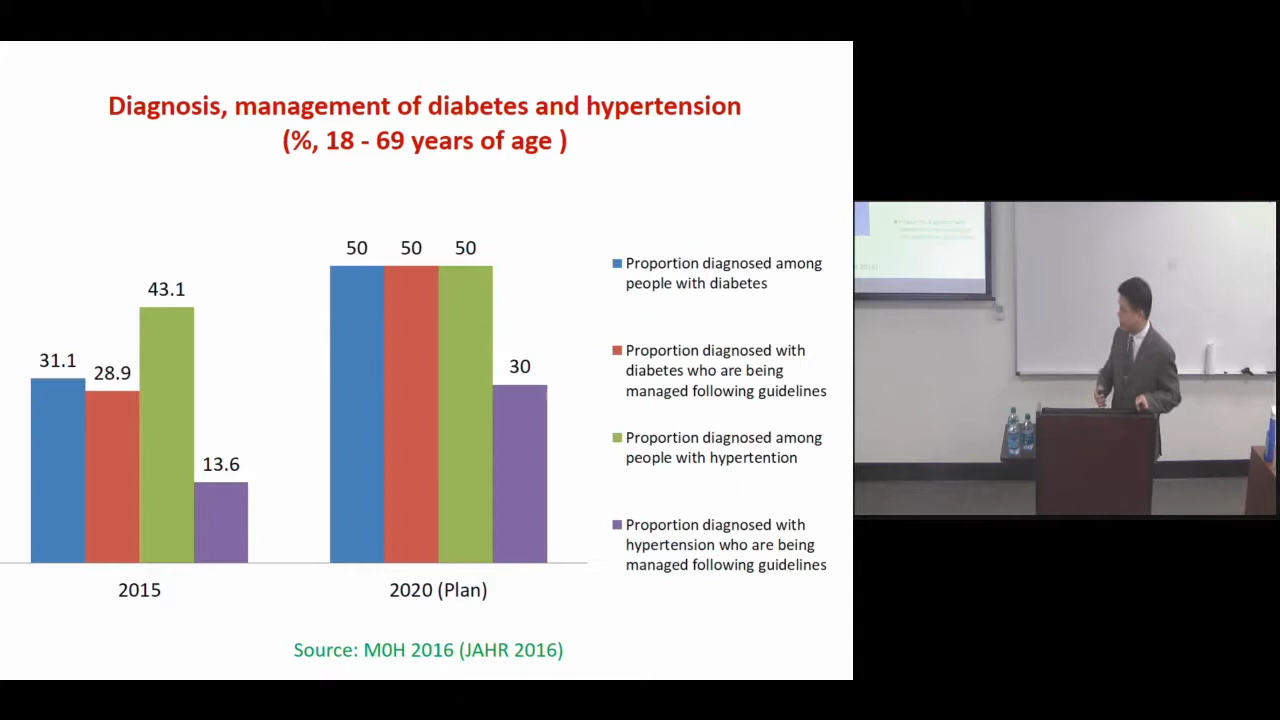 Diagnosis, management of diabetes and hypertension
(%, 18 - 69 years of age )
50
50
50
43.1
31.1
28.9
30
13.6
2015
2020 (Plan)
Proportion diagnosed among
people with diabetes
Proportion diagnosed with
diabetes who are being
managed following guidelines
Proportion diagnosed among
people with hypertention
Proportion diagnosed with
hypertension who are being
managed following guidelines
Source: M0H 2016 (JAHR 2016)